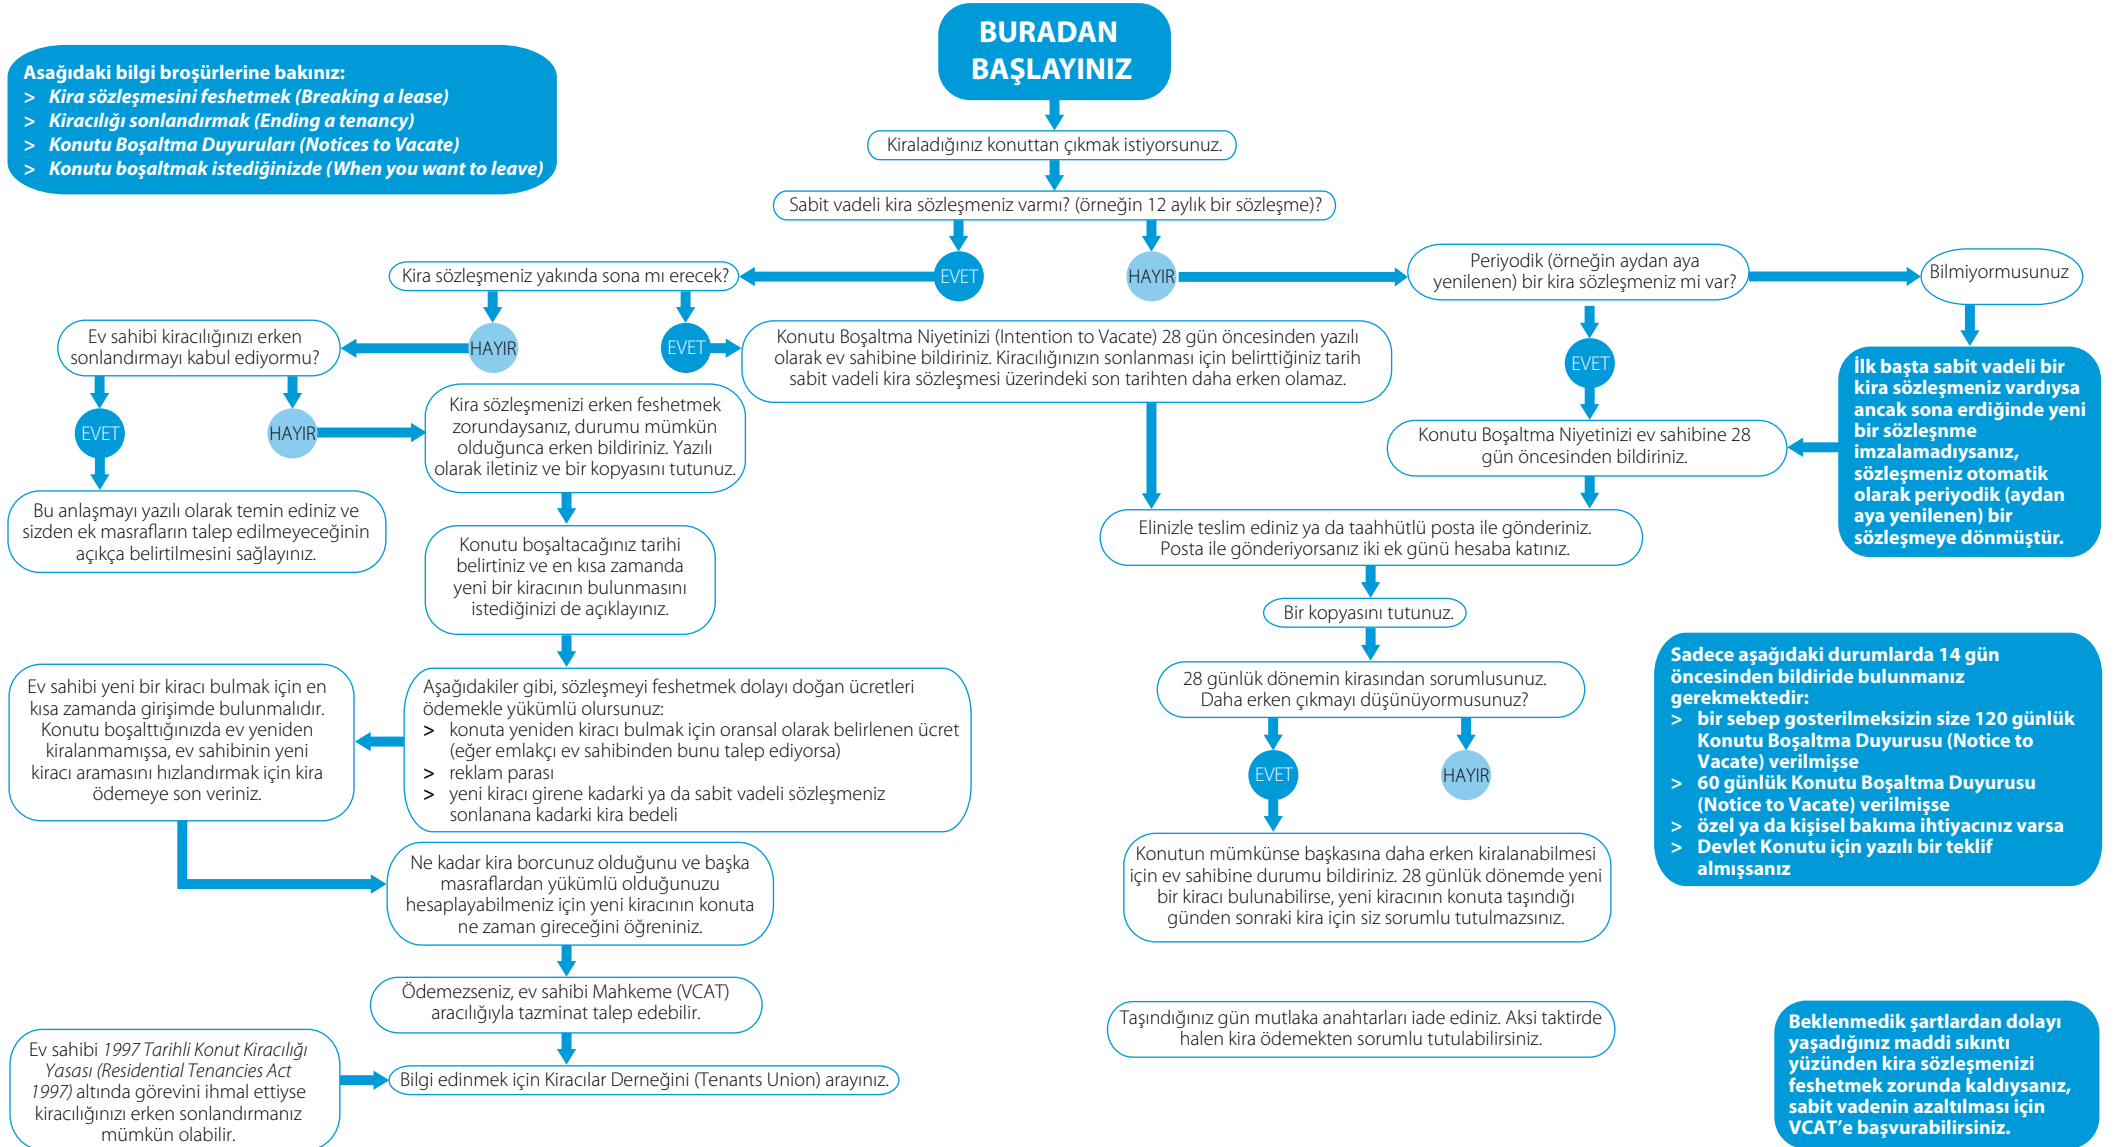 BURADAN
BAŞLAYINIZ
Asağıdaki bilgi broşürlerine bakınız:
> Kira sözleşmesini feshetmek (Breaking a lease)
> Kiracılığı sonlandırmak (Ending a tenancy)
> Konutu Boşaltma Duyuruları (Notices to Vacate)
> Konutu boşaltmak istediğinizde (When you want to leave)
Kiraladığınız konuttan çıkmak istiyorsunuz.
Sabit vadeli kira sözleşmeniz varmı? (örneğin 12 aylık bir sözleşme)?
EVET
HAYIR
Kira sözleşmeniz yakında sona mı erecek?
Periyodik (örneğin aydan aya
yenilenen) bir kira sözleşmeniz mi var?
Bilmiyormusunuz
HAYIR
EVET
Ev sahibi kiracılığınızı erken
sonlandırmayı kabul ediyormu?
Konutu Boşaltma Niyetinizi (Intention to Vacate) 28 gün öncesinden yazılı
olarak ev sahibine bildiriniz. Kiracılığınızın sonlanması için belirttiğiniz tarih
sabit vadeli kira sözleşmesi üzerindeki son tarihten daha erken olamaz.
EVET
İlk başta sabit vadeli bir
kira sözleşmeniz vardıysa
ancak sona erdiğinde yeni
bir sözleşnme
imzalamadıysanız,
sözleşmeniz otomatik
olarak periyodik (aydan
aya yenilenen) bir
sözleşmeye dönmüştür.
EVET
HAYIR
Kira sözleşmenizi erken feshetmek
zorundaysanız, durumu mümkün
olduğunca erken bildiriniz. Yazılı
olarak iletiniz ve bir kopyasını tutunuz.
Konutu Boşaltma Niyetinizi ev sahibine 28
gün öncesinden bildiriniz.
Bu anlaşmayı yazılı olarak temin ediniz ve
sizden ek masrafların talep edilmeyeceğinin
açıkça belirtilmesini sağlayınız.
Konutu boşaltacağınız tarihi
belirtiniz ve en kısa zamanda
yeni bir kiracının bulunmasını
istediğinizi de açıklayınız.
Elinizle teslim ediniz ya da taahhütlü posta ile gönderiniz.
Posta ile gönderiyorsanız iki ek günü hesaba katınız.
Bir kopyasını tutunuz.
Ev sahibi yeni bir kiracı bulmak için en
kısa zamanda girişimde bulunmalıdır.
Konutu boşalttığınızda ev yeniden
kiralanmamışsa, ev sahibinin yeni
kiracı aramasını hızlandırmak için kira
ödemeye son veriniz.
Aşağıdakiler gibi, sözleşmeyi feshetmek dolayı doğan ücretleri
ödemekle yükümlü olursunuz:
> konuta yeniden kiracı bulmak için oransal olarak belirlenen ücret
(eğer emlakçı ev sahibinden bunu talep ediyorsa)
> reklam parası
> yeni kiracı girene kadarki ya da sabit vadeli sözleşmeniz
sonlanana kadarki kira bedeli
28 günlük dönemin kirasından sorumlusunuz.
Daha erken çıkmayı düşünüyormusunuz?
EVET
HAYIR
Sadece aşağıdaki durumlarda 14 gün
öncesinden bildiride bulunmanız
gerekmektedir:
> bir sebep gosterilmeksizin size 120 günlük
Konutu Boşaltma Duyurusu (Notice to
Vacate) verilmişse
> 60 günlük Konutu Boşaltma Duyurusu
(Notice to Vacate) verilmişse
> özel ya da kişisel bakıma ihtiyacınız varsa
> Devlet Konutu için yazılı bir teklif
almışsanız
Ne kadar kira borcunuz olduğunu ve başka
masraflardan yükümlü olduğunuzu
hesaplayabilmeniz için yeni kiracının konuta
ne zaman gireceğini öğreniniz.
Konutun mümkünse başkasına daha erken kiralanabilmesi
için ev sahibine durumu bildiriniz. 28 günlük dönemde yeni
bir kiracı bulunabilirse, yeni kiracının konuta taşındığı
günden sonraki kira için siz sorumlu tutulmazsınız.
Ödemezseniz, ev sahibi Mahkeme (VCAT)
aracılığıyla tazminat talep edebilir.
Taşındığınız gün mutlaka anahtarları iade ediniz. Aksi taktirde
halen kira ödemekten sorumlu tutulabilirsiniz.
Ev sahibi 1997 Tarihli Konut Kiracılığı
Yasası (Residential Tenancies Act
1997) altında görevini ihmal ettiyse
kiracılığınızı erken sonlandırmanız
mümkün olabilir.
Bilgi edinmek için Kiracılar Derneğini (Tenants Union) arayınız.
Beklenmedik şartlardan dolayı
yaşadığınız maddi sıkıntı
yüzünden kira sözleşmenizi
feshetmek zorunda kaldıysanız,
sabit vadenin azaltılması için
VCAT’e başvurabilirsiniz.